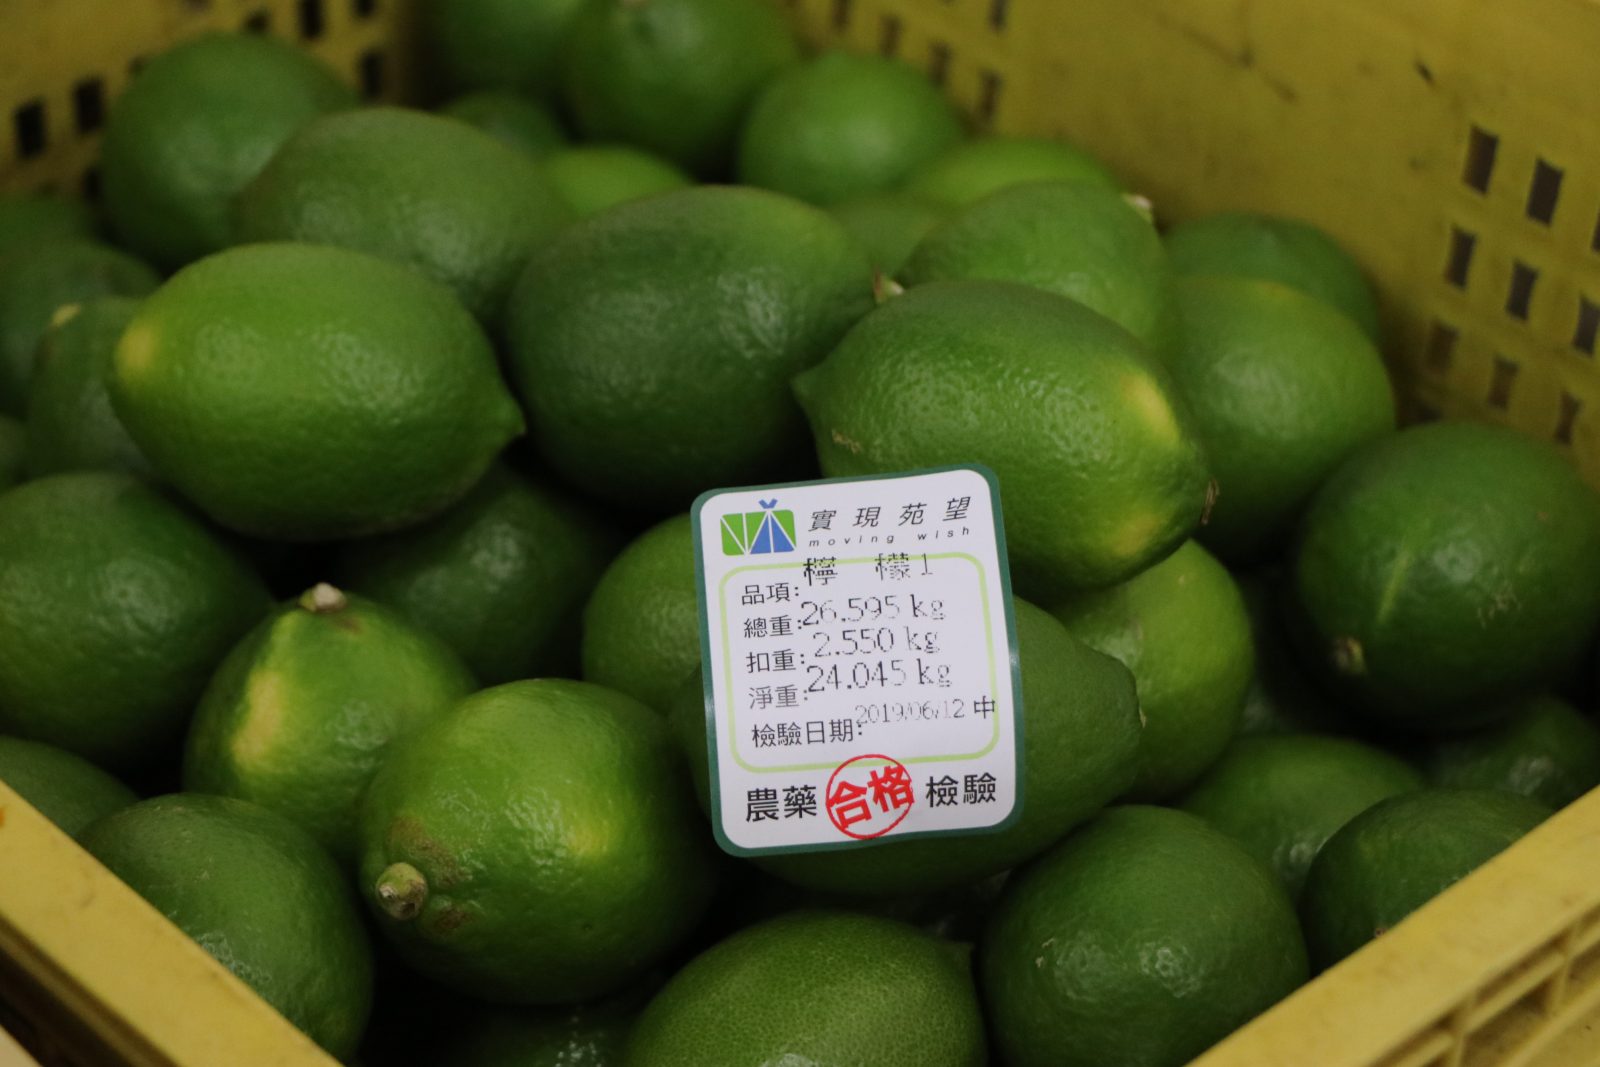 實現苑望
moving wish
品項:檸 檬1
總重:26.595 kg
扣重:2.550 kg
淨重:24.045 kg
檢驗日期:2019/06/12 中
農藥合格檢驗